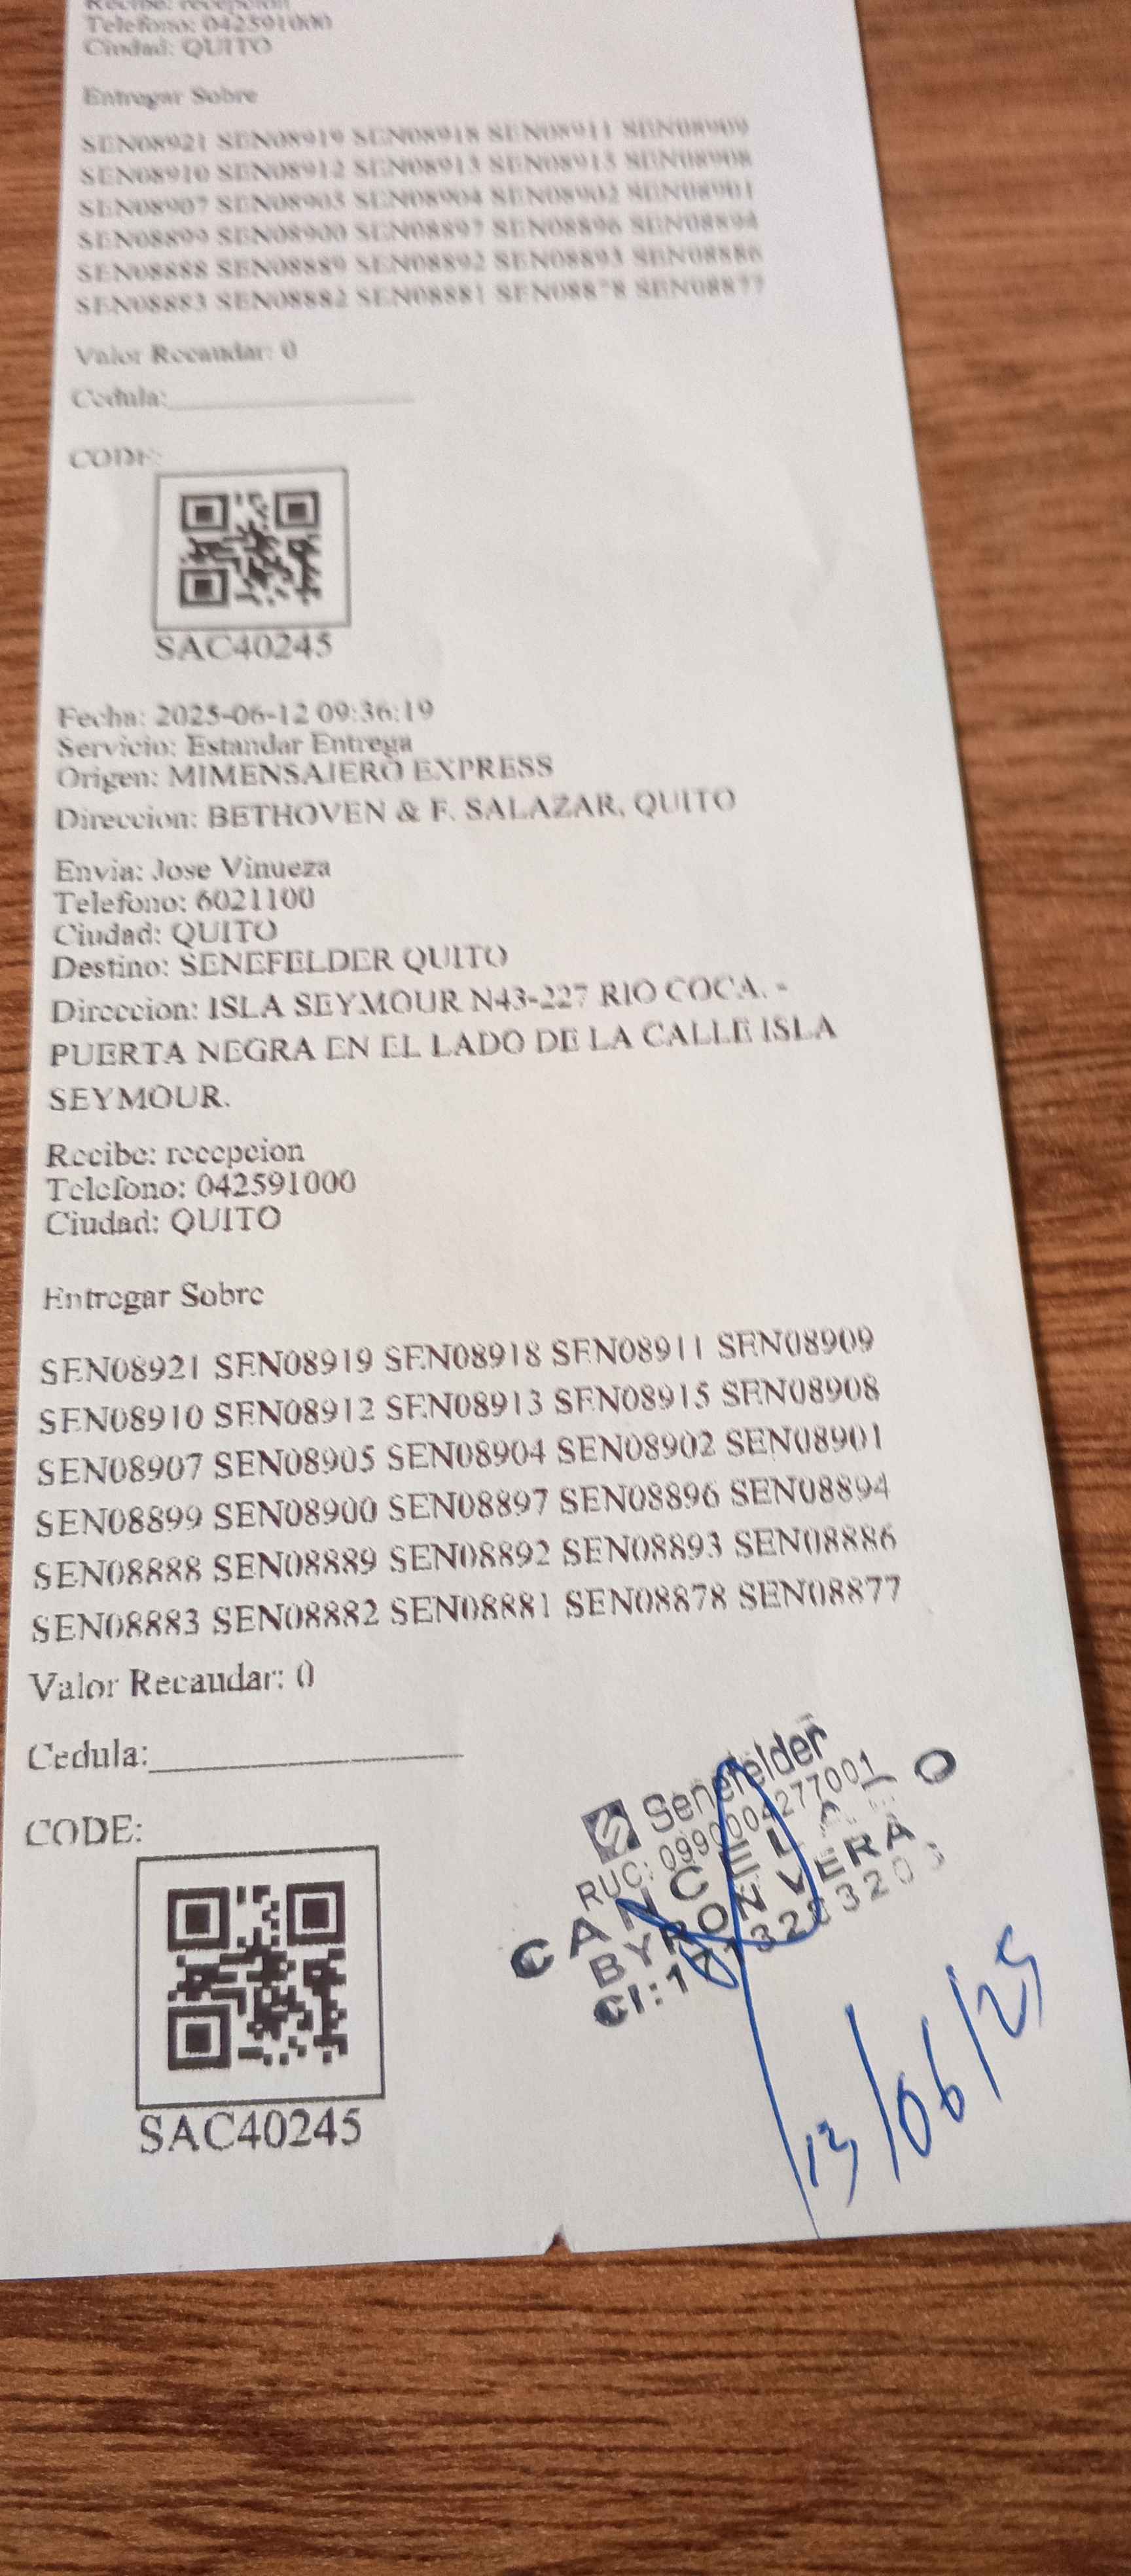 Recibe: recepcion
Telefono: 042591000
Ciudad: QUITO
Entregar Sobre
SEN08921 SEN08919 SEN08918 SEN08911 SEN08909
SEN08910 SEN08912 SEN08913 SEN08915 SEN08908
SEN08907 SEN08905 SEN08904 SEN08902 SEN08901
SEN08899 SEN08900 SEN08897 SEN08896 SEN08894
SEN08888 SEN08889 SEN08892 SEN08893 SEN08886
SEN08883 SEN08882 SEN08881 SEN08878 SEN08877
Valor Recaudar: 0
Cedula:
CODE:
SAC40245
Fecha: 2025-06-12 09:36:19
Servicio: Estandar Entrega
Origen: MIMENSAJERO EXPRESS
Direccion: BETHOVEN & F. SALAZAR, QUITO
Envia: Jose Vinueza
Telefono: 6021100
Ciudad: QUITO
Destino: SENEFELDER QUITO
Direccion: ISLA SEYMOUR N43-227 RIO COCA. -
PUERTA NEGRA EN EL LADO DE LA CALLE ISLA
SEYMOUR.
Recibe: recepcion
Telefono: 042591000
Ciudad: QUITO
Entregar Sobre
SEN08921 SEN08919 SEN08918 SEN08911 SEN08909
SEN08910 SEN08912 SEN08913 SEN08915 SEN08908
SEN08907 SEN08905 SEN08904 SEN08902 SEN08901
SEN08899 SEN08900 SEN08897 SEN08896 SEN08894
SEN08888 SEN08889 SEN08892 SEN08893 SEN08886
SEN08883 SEN08882 SEN08881 SEN08878 SEN08877
Valor Recaudar: 0
Cedula:
CODE:
SAC40245
Senefelder
RUC: 0990004277001
CANCELADO
BYRON VERA
CI:
13/06/25